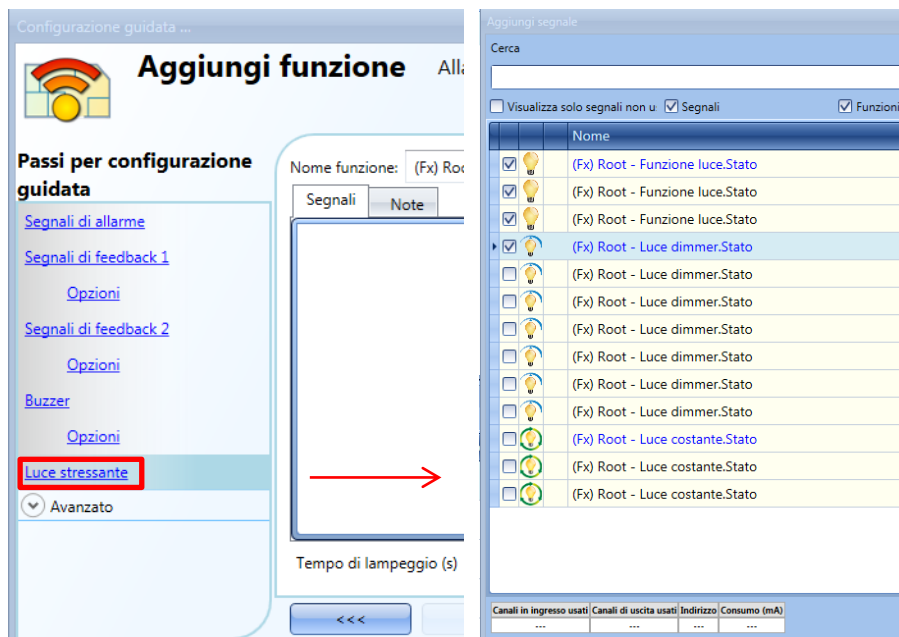 Configurazione guidata ...
Aggiungi funzione
Passi per configurazione guidata
Segnali di allarme
Segnali di feedback 1
Opzioni
Segnali di feedback 2
Opzioni
Buzzer
Opzioni
Luce stressante
Avanzato
Nome funzione: (Fx)
Segnali
Note
Tempo di lampeggio (s)
<<<
Aggiungi segnale
Cerca
Visualizza solo segnali non u
Segnali
Funzioni
Nome
(Fx) Root - Funzione luce.Stato
(Fx) Root - Funzione luce.Stato
(Fx) Root - Funzione luce.Stato
(Fx) Root - Luce dimmer.Stato
(Fx) Root - Luce dimmer.Stato
(Fx) Root - Luce dimmer.Stato
(Fx) Root - Luce dimmer.Stato
(Fx) Root - Luce dimmer.Stato
(Fx) Root - Luce dimmer.Stato
(Fx) Root - Luce dimmer.Stato
(Fx) Root - Luce costante.Stato
(Fx) Root - Luce costante.Stato
(Fx) Root - Luce costante.Stato
Canali in ingresso usati Canali di uscita usati Indirizzo Consumo (mA)
--- --- --- ---